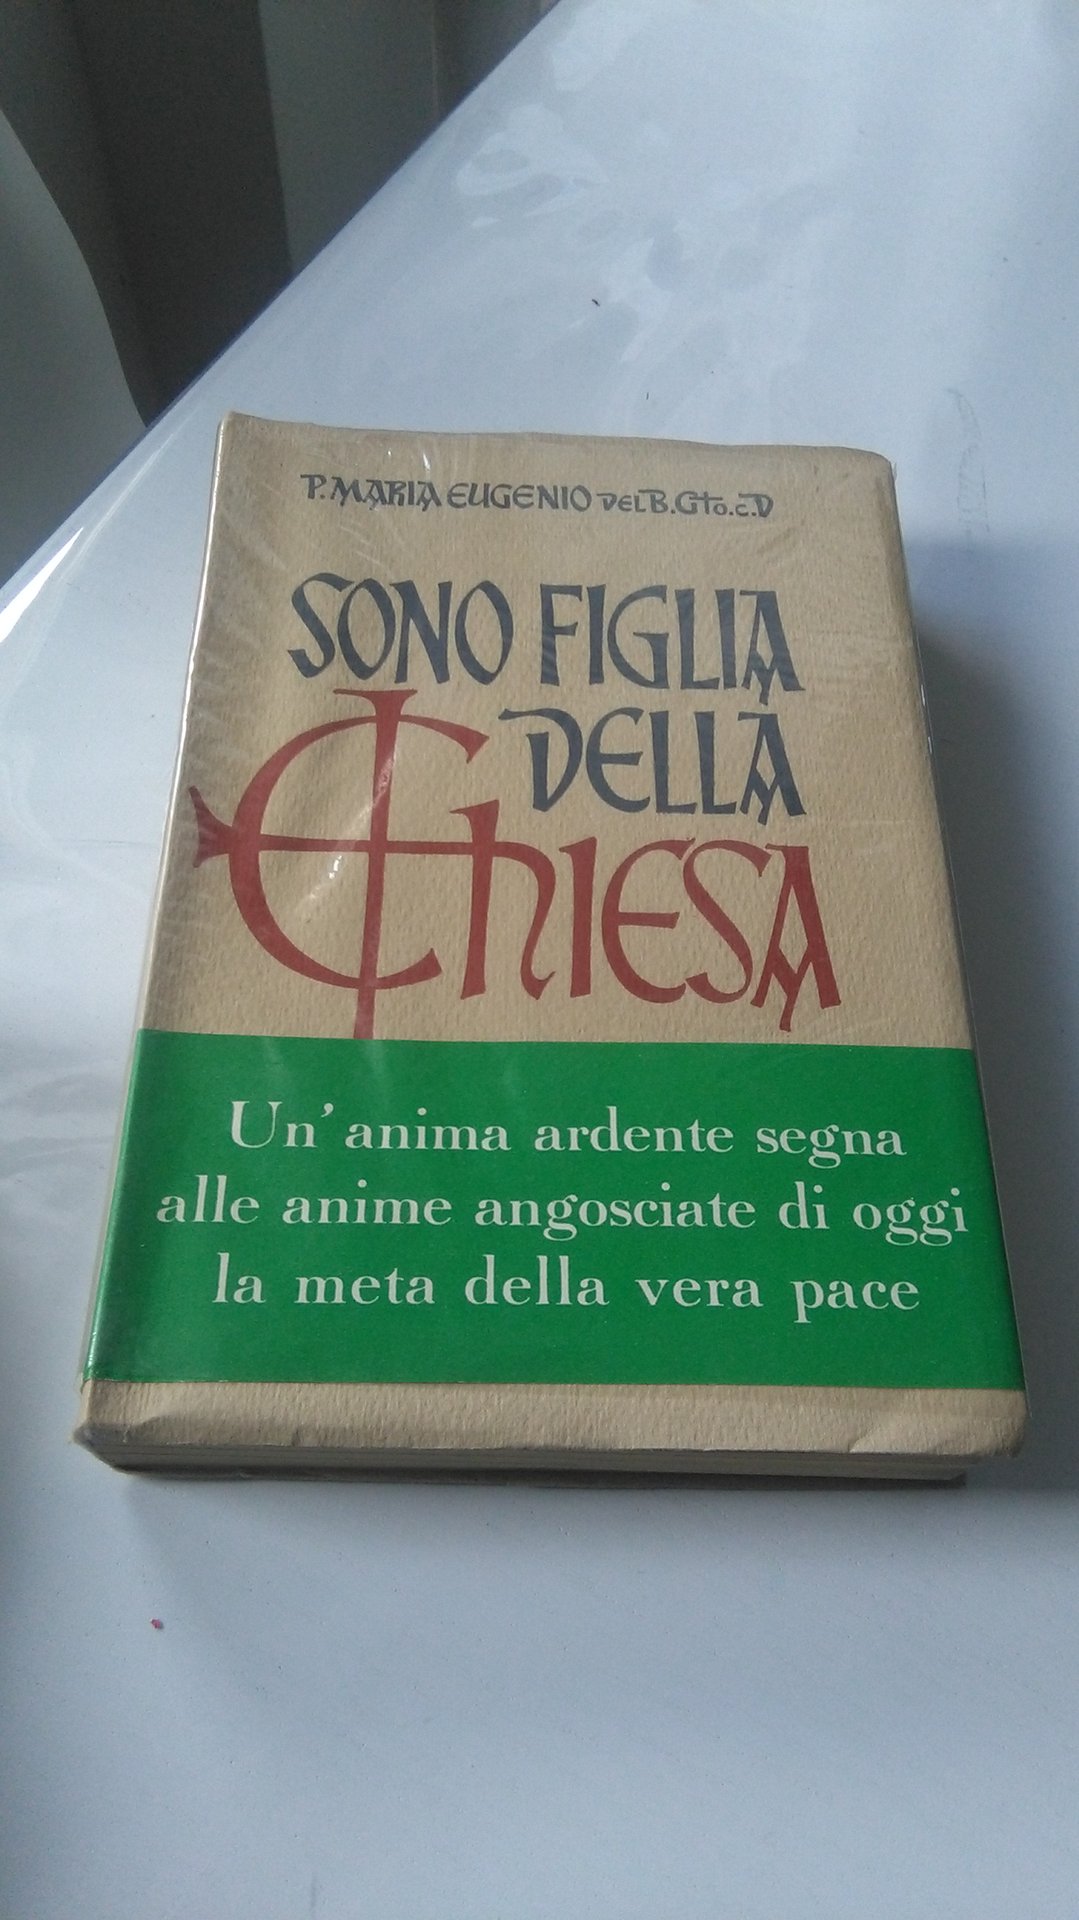 P. MARIA EUGENIO DEL B. GTO. C. D
SONO FIGLIA
DELLA
CHIESA
Un'anima ardente segna
alle anime angosciate di oggi
la meta della vera pace